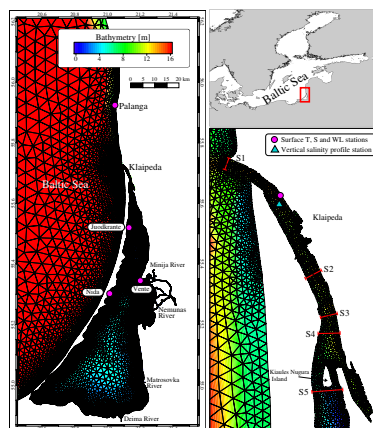 Bathymetry [m]
0 4 8 12 16
0 10 20 km
Palanga
Klaipeda
Baltic Sea
Juodkrante
Minija River
Vente
Nida
Nemunas
River
Matrosovka
River
Deima River
Baltic Sea
Surface T, S and WL stations
Vertical salinity profile station
S1
Klaipeda
S2
S3
S4
Kiaules Nugara
Island
S5